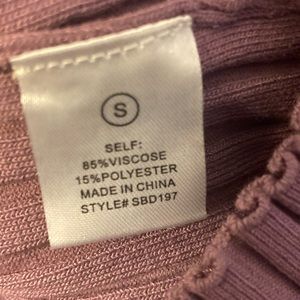 S
SELF:
85%VISCOSE
15%POLYESTER
MADE IN CHINA
STYLE# SBD197